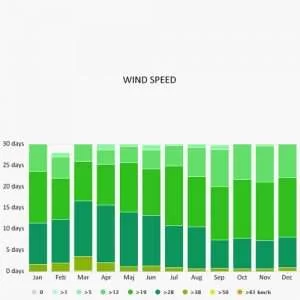 WIND SPEED
30 days
25 days
20 days
15 days
10 days
5 days
0 days
Jan Feb Mar Apr May Jun Jul Aug Sep Oct Nov Dec
0 >1 >5 >12 >19 >28 >38 >50 >61 km/h